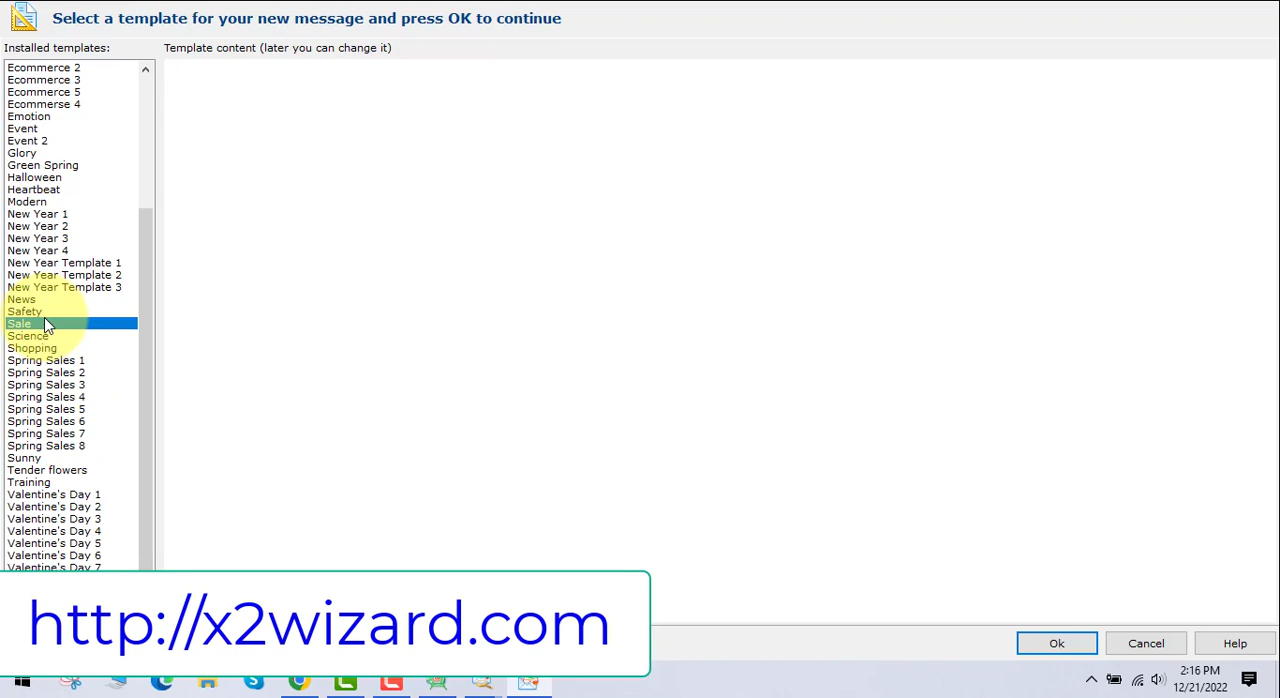 Select a template for your new message and press OK to continue
Installed templates:
Template content (later you can change it)
Ecommerce 2
Ecommerce 3
Ecommerce 5
Ecommerse 4
Emotion
Event
Event 2
Glory
Green Spring
Halloween
Heartbeat
Modern
New Year 1
New Year 2
New Year 3
New Year 4
New Year Template 1
New Year Template 2
New Year Template 3
News
Safety
Sale
Science
Shopping
Spring Sales 1
Spring Sales 2
Spring Sales 3
Spring Sales 4
Spring Sales 5
Spring Sales 6
Spring Sales 7
Spring Sales 8
Sunny
Tender flowers
Training
Valentine's Day 1
Valentine's Day 2
Valentine's Day 3
Valentine's Day 4
Valentine's Day 5
Valentine's Day 6
Valentine's Day 7
http://x2wizard.com
Ok
Cancel
Help
2:16 PM
12/21/2022